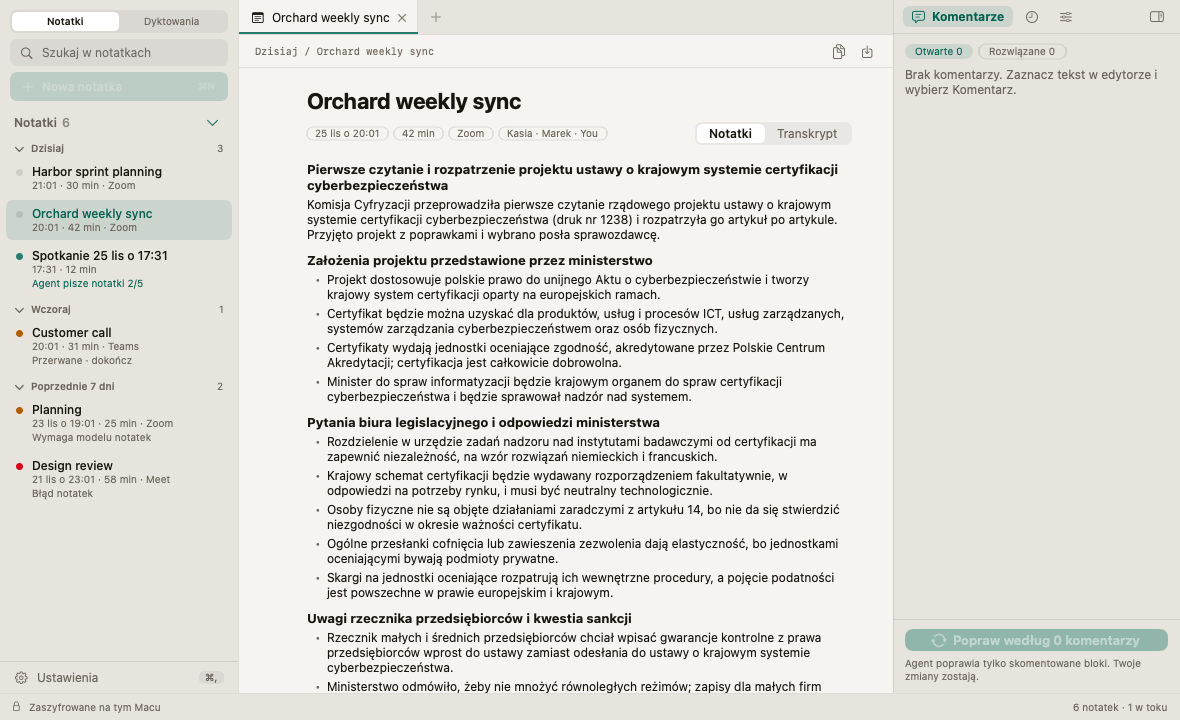 Notatki
Dyktowania
Szukaj w notatkach
Nowa notatka
⌘N
Notatki 6
Dzisiaj
3
Harbor sprint planning
21:01 · 30 min · Zoom
Orchard weekly sync
20:01 · 42 min · Zoom
Spotkanie 25 lis o 17:31
17:31 · 12 min
Agent pisze notatki 2/5
Wczoraj
1
Customer call
20:01 · 31 min · Teams
Przerwane · dokończ
Poprzednie 7 dni
2
Planning
23 lis o 19:01 · 25 min · Zoom
Wymaga modelu notatek
Design review
21 lis o 23:01 · 58 min · Meet
Błąd notatek
Ustawienia
⌘,
Zaszyfrowane na tym Macu
Orchard weekly sync
Dzisiaj / Orchard weekly sync
Orchard weekly sync
25 lis o 20:01
42 min
Zoom
Kasia · Marek · You
Notatki
Transkrypt
Pierwsze czytanie i rozpatrzenie projektu ustawy o krajowym systemie certyfikacji
cyberbezpieczeństwa
Komisja Cyfryzacji przeprowadziła pierwsze czytanie rządowego projektu ustawy o krajowym
systemie certyfikacji cyberbezpieczeństwa (druk nr 1238) i rozpatrzyła go artykuł po artykule.
Przyjęto projekt z poprawkami i wybrano posła sprawozdawcę.
Założenia projektu przedstawione przez ministerstwo
• Projekt dostosowuje polskie prawo do unijnego Aktu o cyberbezpieczeństwie i tworzy
krajowy system certyfikacji oparty na europejskich ramach.
• Certyfikat będzie można uzyskać dla produktów, usług i procesów ICT, usług zarządzanych,
systemów zarządzania cyberbezpieczeństwem oraz osób fizycznych.
• Certyfikaty wydają jednostki oceniające zgodność, akredytowane przez Polskie Centrum
Akredytacji; certyfikacja jest całkowicie dobrowolna.
• Minister do spraw informatyzacji będzie krajowym organem do spraw certyfikacji
cyberbezpieczeństwa i będzie sprawował nadzór nad systemem.
Pytania biura legislacyjnego i odpowiedzi ministerstwa
• Rozdzielenie w urzędzie zadań nadzoru nad instytutami badawczymi od certyfikacji ma
zapewnić niezależność, na wzór rozwiązań niemieckich i francuskich.
• Krajowy schemat certyfikacji będzie wydawany rozporządzeniem fakultatywnie, w
odpowiedzi na potrzeby rynku, i musi być neutralny technologicznie.
• Osoby fizyczne nie są objęte działaniami zaradczymi z artykułu 14, bo nie da się stwierdzić
niezgodności w okresie ważności certyfikatu.
• Ogólne przesłanki cofnięcia lub zawieszenia zezwolenia dają elastyczność, bo jednostkami
oceniającymi bywają podmioty prywatne.
• Skargi na jednostki oceniające rozpatrują ich wewnętrzne procedury, a pojęcie podatności
jest powszechne w prawie europejskim i krajowym.
Uwagi rzecznika przedsiębiorców i kwestia sankcji
• Rzecznik małych i średnich przedsiębiorców chciał wpisać gwarancje kontrolne z prawa
przedsiębiorców wprost do ustawy zamiast odesłania do ustawy o krajowym systemie
cyberbezpieczeństwa.
• Ministerstwo odmówiło, żeby nie mnożyć równoległych reżimów; zapisy dla małych firm
Komentarze
Otwarte 0
Rozwiązane 0
Brak komentarzy. Zaznacz tekst w edytorze i
wybierz Komentarz.
Popraw według 0 komentarzy
Agent poprawia tylko skomentowane bloki. Twoje
zmiany zostają.
6 notatek · 1 w toku